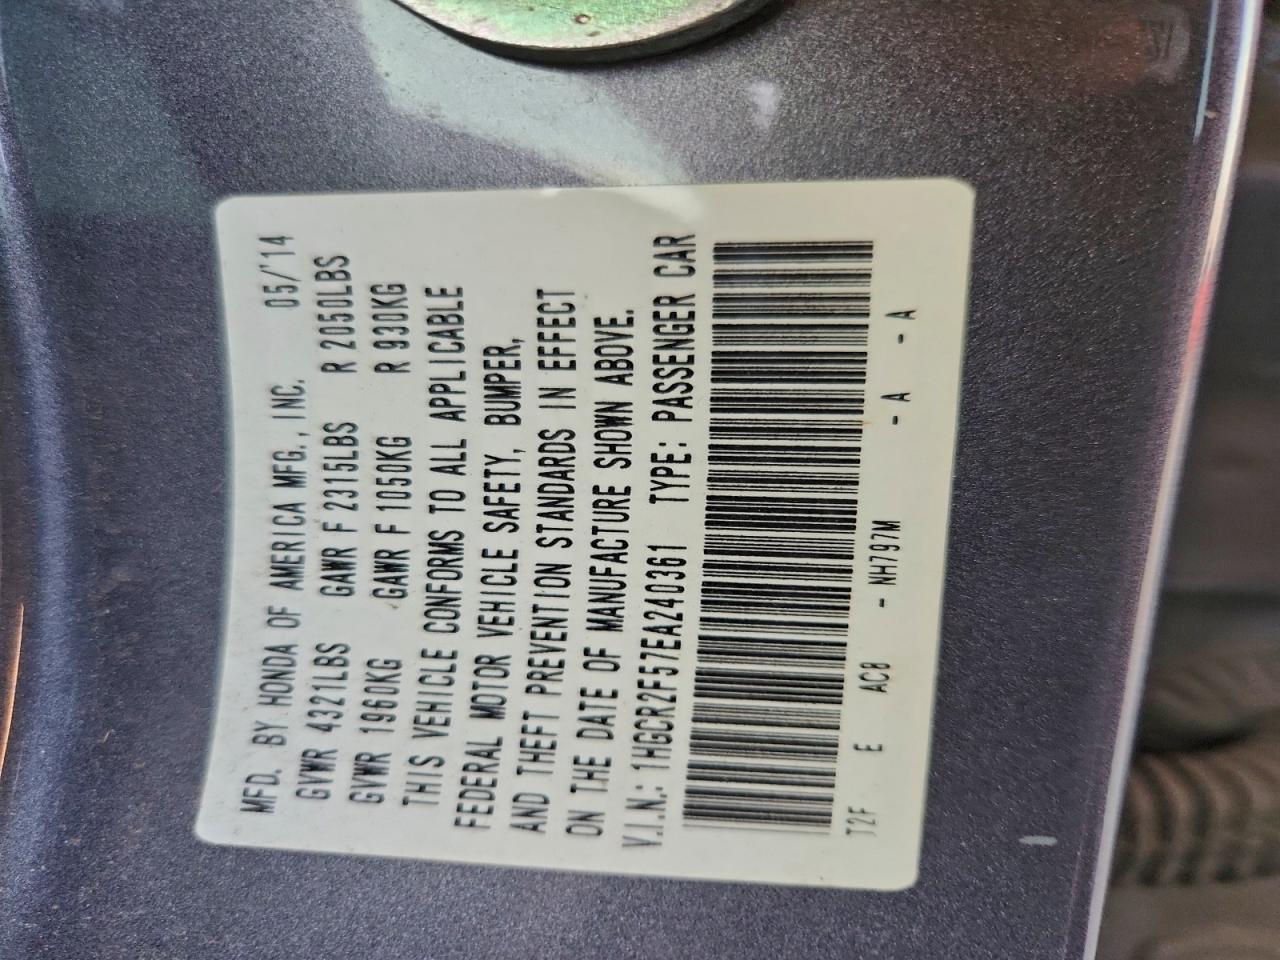 MFD. BY HONDA OF AMERICA MFG., INC. 05/'14
GVWR 4321LBS GAWR F 2315LBS R 2050LBS
GVWR 1960KG GAWR F 1050KG R 930KG
THIS VEHICLE CONFORMS TO ALL APPLICABLE
FEDERAL MOTOR VEHICLE SAFETY, BUMPER,
AND THEFT PREVENTION STANDARDS IN EFFECT
ON THE DATE OF MANUFACTURE SHOWN ABOVE.
V.I.N.: 1HGCR2F57EA240361 TYPE: PASSENGER CAR
T2F E AC8 - NH797M - A - A